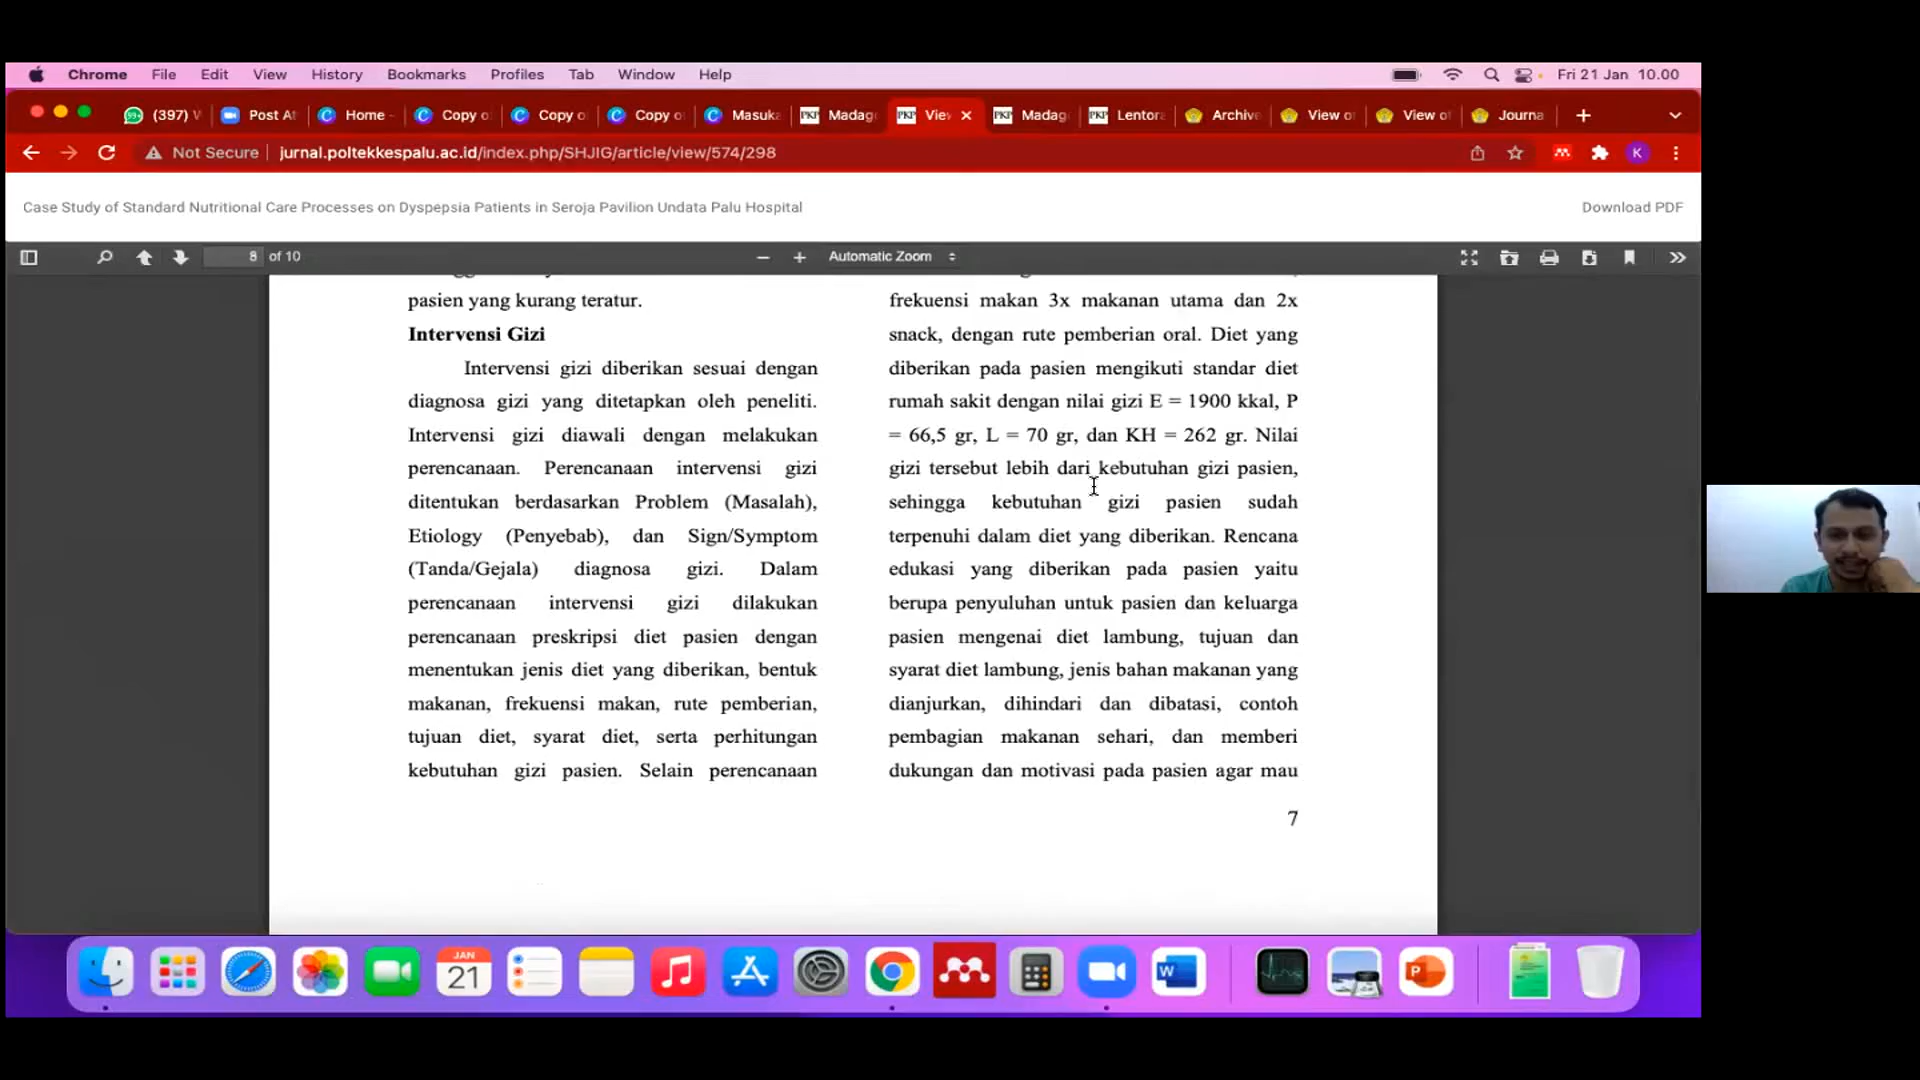 Chrome File Edit View History Bookmarks Profiles Tab Window Help Fri 21 Jan 10.00
(397) Post At Home Copy o Copy o Copy o Masuk PKP Madag PKP Vie PKP Madag PKP Lentor Archive View o View of Journa
Not Secure jurnal.poltekkespalu.ac.id/index.php/SHJIG/article/view/574/298 K
Case Study of Standard Nutritional Care Processes on Dyspepsia Patients in Seroja Pavilion Undata Palu Hospital Download PDF
8 of 10 Automatic Zoom
pasien yang kurang teratur.
Intervensi Gizi
Intervensi gizi diberikan sesuai dengan
diagnosa gizi yang ditetapkan oleh peneliti.
Intervensi gizi diawali dengan melakukan
perencanaan. Perencanaan intervensi gizi
ditentukan berdasarkan Problem (Masalah),
Etiology (Penyebab), dan Sign/Symptom
(Tanda/Gejala) diagnosa gizi. Dalam
perencanaan intervensi gizi dilakukan
perencanaan preskripsi diet pasien dengan
menentukan jenis diet yang diberikan, bentuk
makanan, frekuensi makan, rute pemberian,
tujuan diet, syarat diet, serta perhitungan
kebutuhan gizi pasien. Selain perencanaan
frekuensi makan 3x makanan utama dan 2x
snack, dengan rute pemberian oral. Diet yang
diberikan pada pasien mengikuti standar diet
rumah sakit dengan nilai gizi E = 1900 kkal, P
= 66,5 gr, L = 70 gr, dan KH = 262 gr. Nilai
gizi tersebut lebih dari kebutuhan gizi pasien,
sehingga kebutuhan gizi pasien sudah
terpenuhi dalam diet yang diberikan. Rencana
edukasi yang diberikan pada pasien yaitu
berupa penyuluhan untuk pasien dan keluarga
pasien mengenai diet lambung, tujuan dan
syarat diet lambung, jenis bahan makanan yang
dianjurkan, dihindari dan dibatasi, contoh
pembagian makanan sehari, dan memberi
dukungan dan motivasi pada pasien agar mau
7
JAN
21
W
P